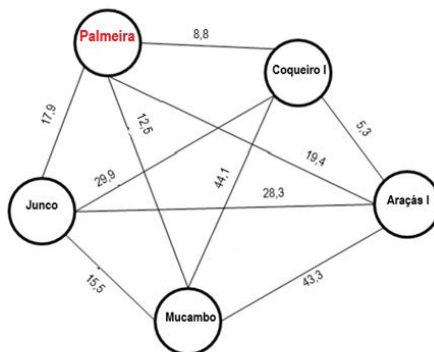 Palmeira
8,8
Coqueiro I
17,9
12,5
5,3
29,9
44,1
19,4
Junco
28,3
Araçás I
15,5
43,3
Mucambo